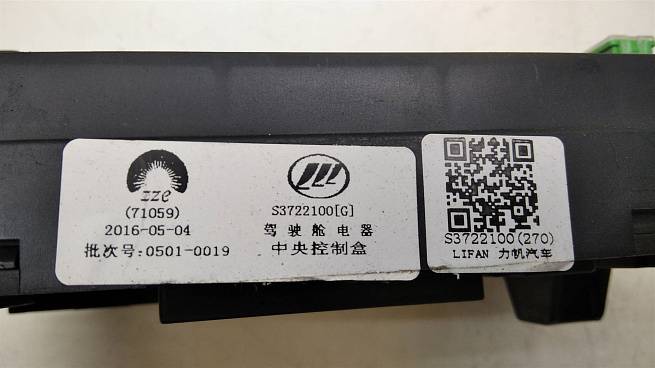 zze
(71059)
2016-05-04
批次号:0501-0019
S3722100[G]
驾驶舱电器
中央控制盒
S3722100(270)
LIFAN 力帆汽车